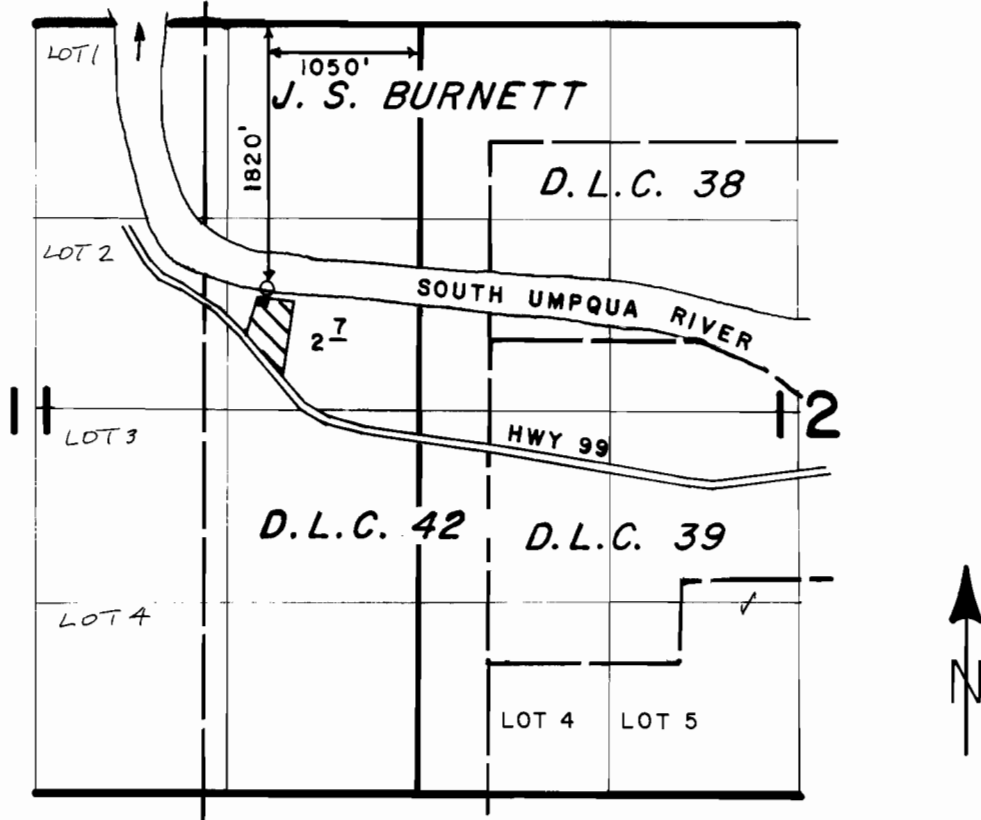 LOT 1
1050'
J. S. BURNETT
1820'
D.L.C. 38
LOT 2
SOUTH UMPQUA RIVER
2 7
11
12
LOT 3
HWY 99
D.L.C. 42
D.L.C. 39
LOT 4
✓
N
LOT 4
LOT 5